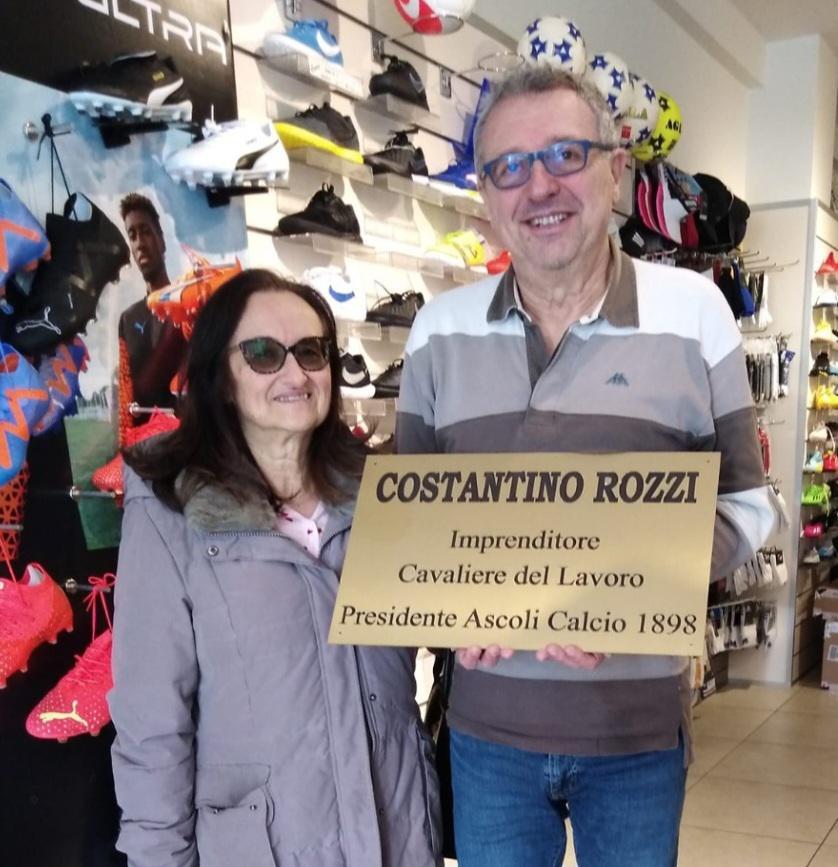 ULTRA
COSTANTINO ROZZI
Imprenditore
Cavaliere del Lavoro
Presidente Ascoli Calcio 1898